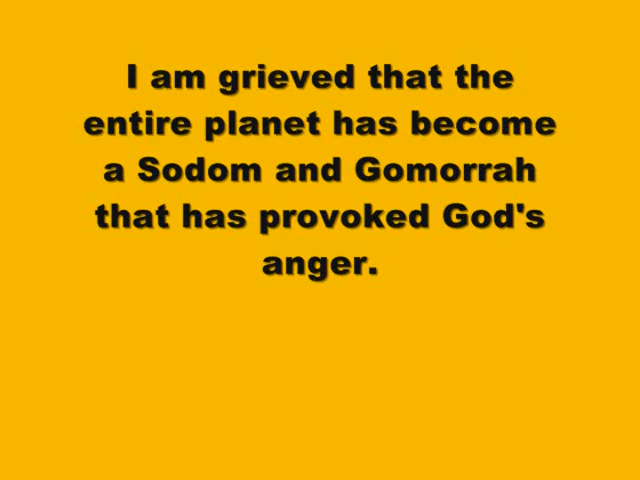 I am grieved that the
entire planet has become
a Sodom and Gomorrah
that has provoked God's
anger.